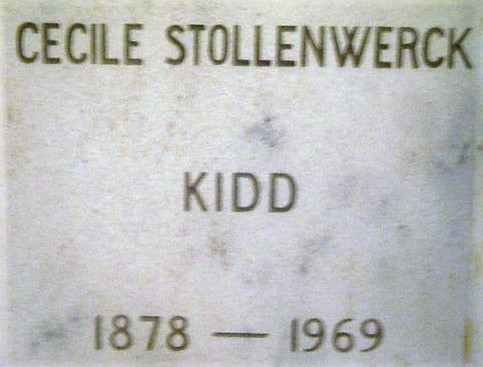 CECILE STOLLENWERCK
KIDD
1878 — 1969